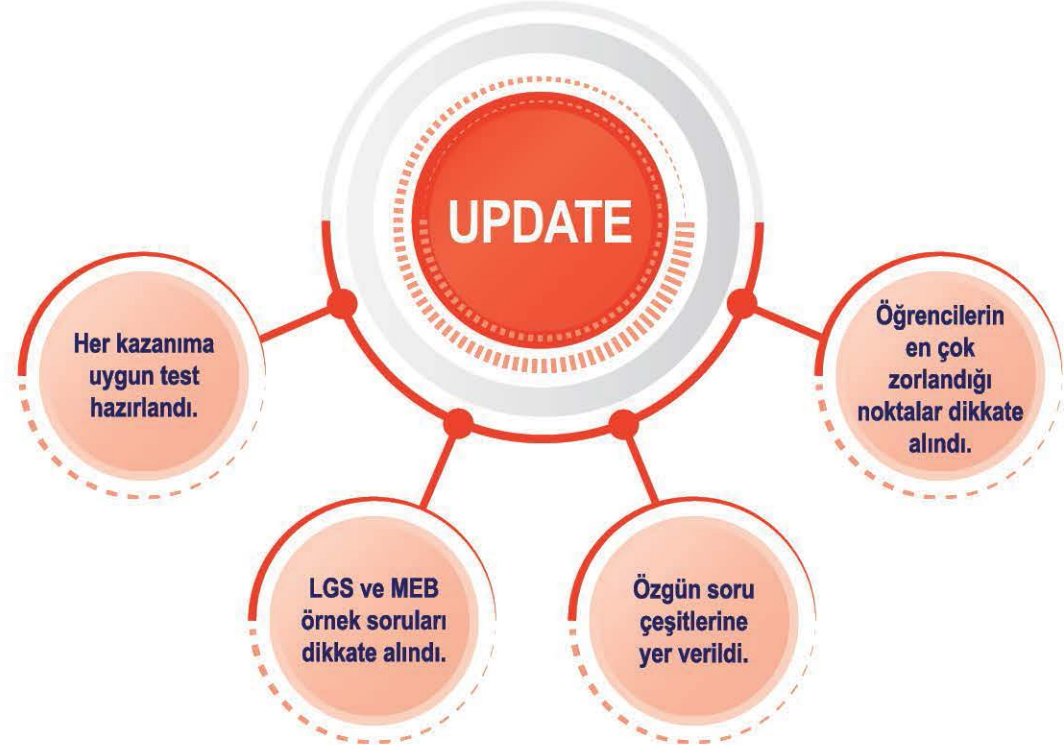 UPDATE
Her kazanıma
uygun test
hazırlandı.
LGS ve MEB
örnek soruları
dikkate alındı.
Özgün soru
çeşitlerine
yer verildi.
Öğrencilerin
en çok
zorlandığı
noktalar dikkate
alındı.